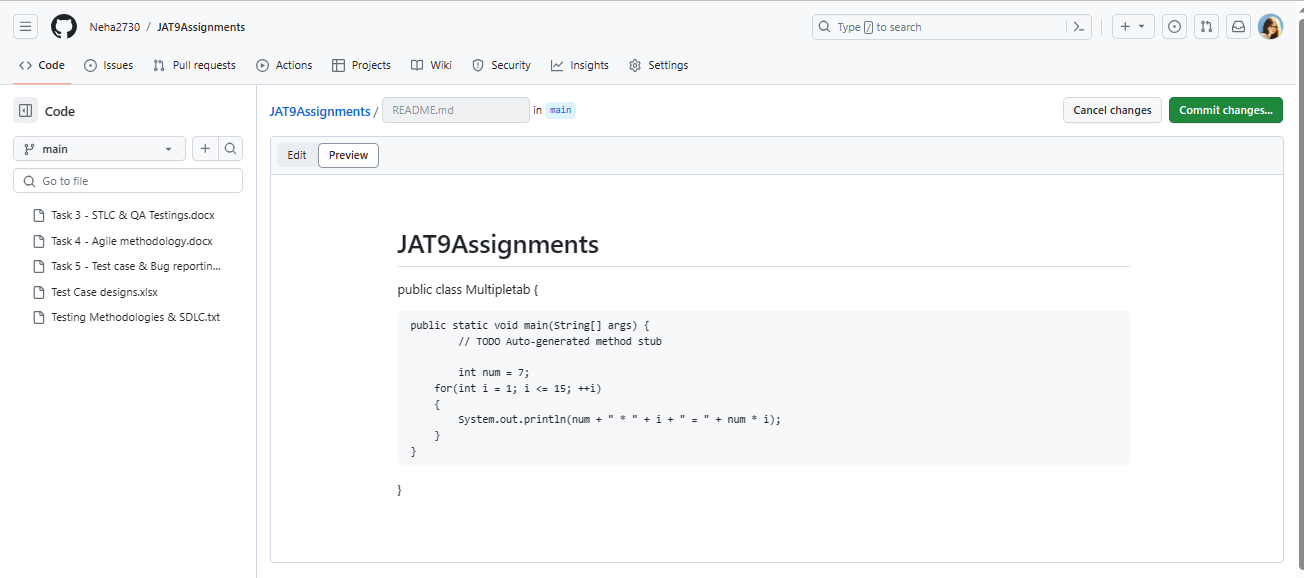 Neha2730 / JAT9Assignments
Type / to search
Code
Issues
Pull requests
Actions
Projects
Wiki
Security
Insights
Settings
Code
main
Go to file
Task 3 - STLC & QA Testings.docx
Task 4 - Agile methodology.docx
Task 5 - Test case & Bug reportin...
Test Case designs.xlsx
Testing Methodologies & SDLC.txt
JAT9Assignments / README.md in main
Cancel changes
Commit changes...
Edit
Preview
JAT9Assignments
public class Multipletab {
public static void main(String[] args) {
// TODO Auto-generated method stub
int num = 7;
for(int i = 1; i <= 15; ++i)
{
System.out.println(num + " * " + i + " = " + num * i);
}
}
}